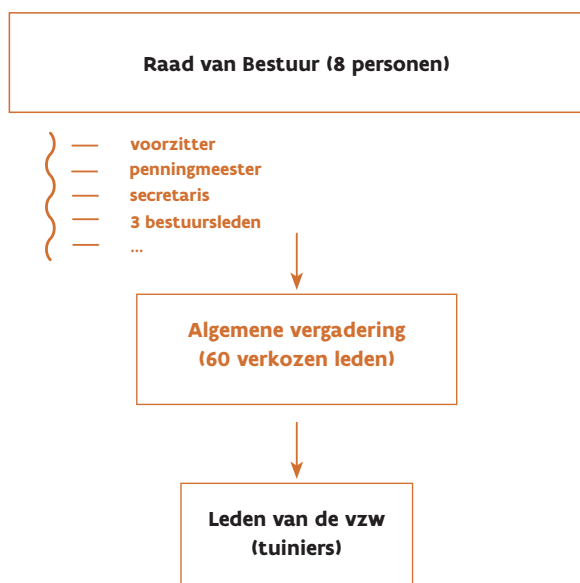 Raad van Bestuur (8 personen)
voorzitter
penningmeester
secretaris
3 bestuursleden
...
Algemene vergadering
(60 verkozen leden)
Leden van de vzw
(tuiniers)